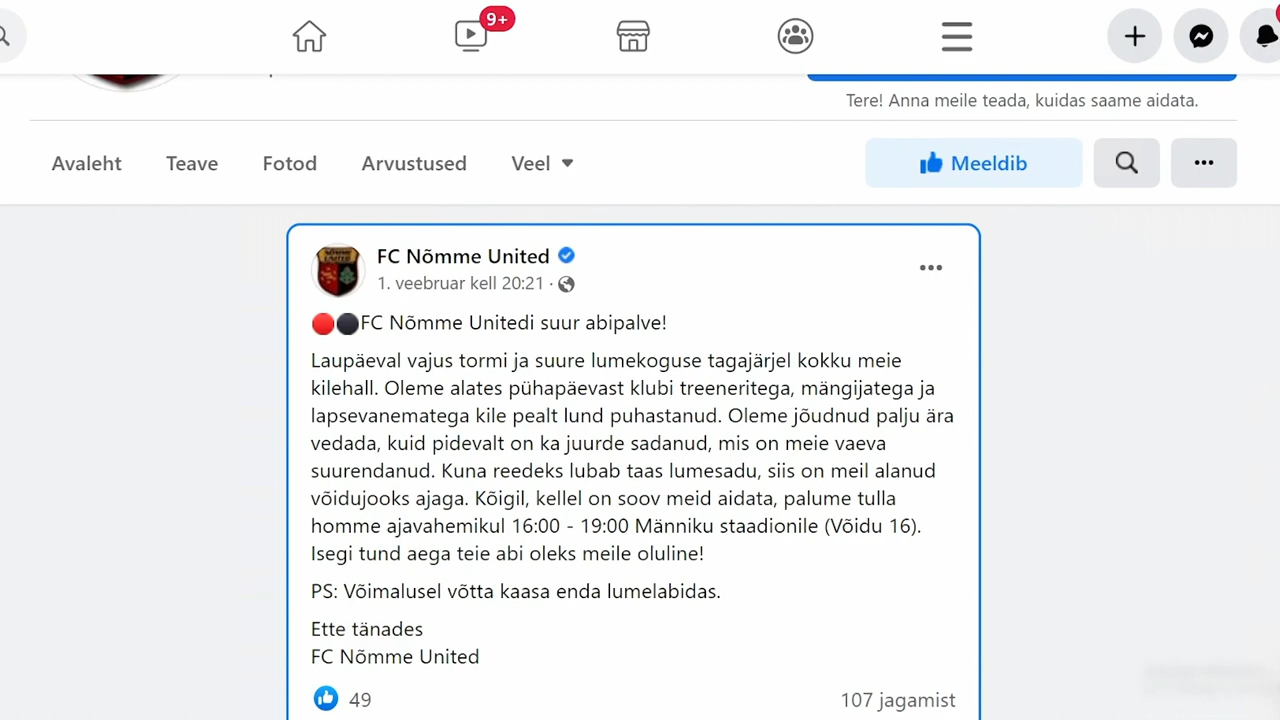 9+
Tere! Anna meile teada, kuidas saame aidata.
Avaleht Teave Fotod Arvustused Veel Meeldib
FC Nõmme United
1. veebruar kell 20:21 ·
FC Nõmme Unitedi suur abipalve!
Laupäeval vajus tormi ja suure lumekoguse tagajärjel kokku meie
kilehall. Oleme alates pühapäevast klubi treeneritega, mängijatega ja
lapsevanematega kile pealt lund puhastanud. Oleme jõudnud palju ära
vedada, kuid pidevalt on ka juurde sadanud, mis on meie vaeva
suurendanud. Kuna reedeks lubab taas lumesadu, siis on meil alanud
võidujooks ajaga. Kõigil, kellel on soov meid aidata, palume tulla
homme ajavahemikul 16:00 - 19:00 Männiku staadionile (Võidu 16).
Isegi tund aega teie abi oleks meile oluline!
PS: Võimalusel võtta kaasa enda lumelabidas.
Ette tänades
FC Nõmme United
49 107 jagamist